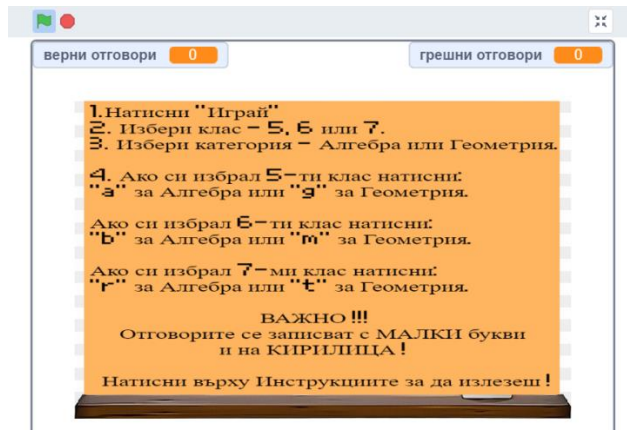 верни отговори 0 грешни отговори 0
1.Натисни "Играй"
2. Избери клас - 5, 6 или 7.
3. Избери категория - Алгебра или Геометрия.
4. Ако си избрал 5-ти клас натисни:
"a" за Алгебра или "g" за Геометрия.
Ако си избрал 6-ти клас натисни:
"b" за Алгебра или "m" за Геометрия.
Ако си избрал 7-ми клас натисни:
"r" за Алгебра или "t" за Геометрия.
ВАЖНО !!!
Отговорите се записват с МАЛКИ букви
и на КИРИЛИЦА !
Натисни върху Инструкциите за да излезеш !